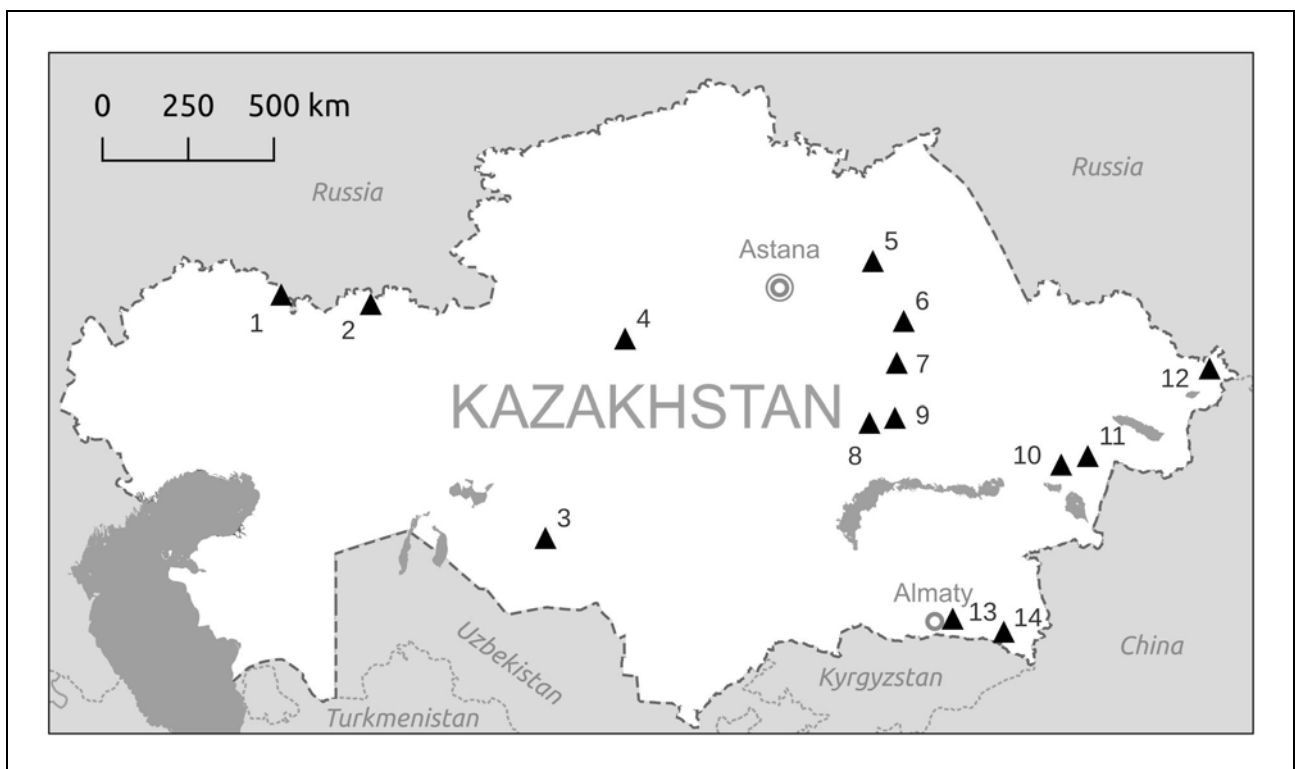 0 250 500 km
Russia
Russia
Astana
5
1
2
4
6
7
12
KAZAKHSTAN
9
8
10
11
3
Almaty
13
14
Uzbekistan
China
Kyrgyzstan
Turkmenistan